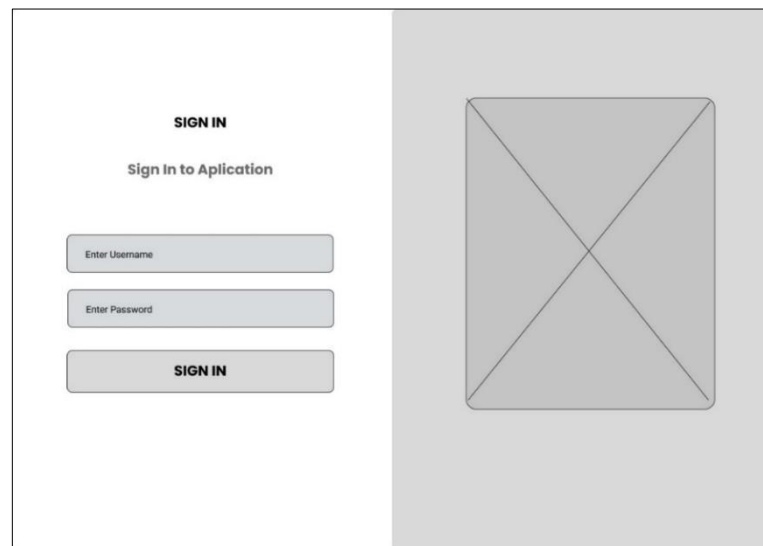 SIGN IN
Sign In to Aplication
Enter Username
Enter Password
SIGN IN